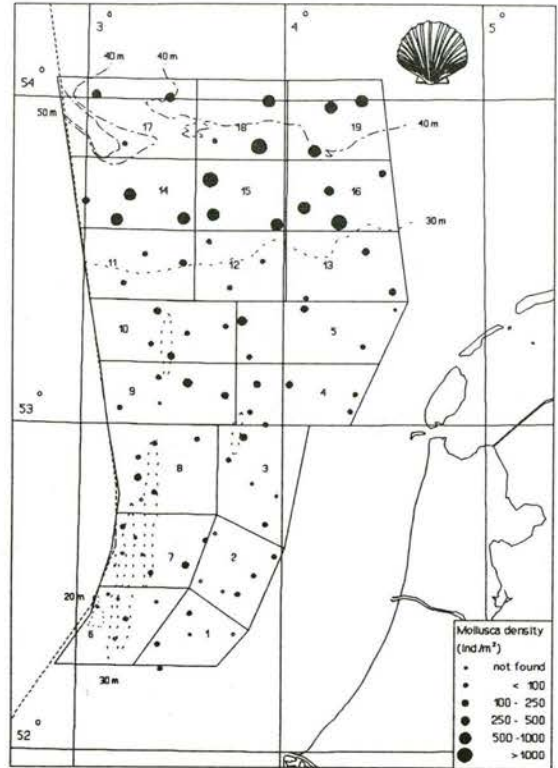 3° 4° 5°
40 m 40 m
54°
50 m
17 18 19
40 m
14 15 16
30 m
11 12 13
10 5
9 4
53°
8 3
7 2
20 m
6 1
30 m
52°
Mollusca density
(ind/m²)
not found
< 100
100 - 250
250 - 500
500 -1000
> 1000